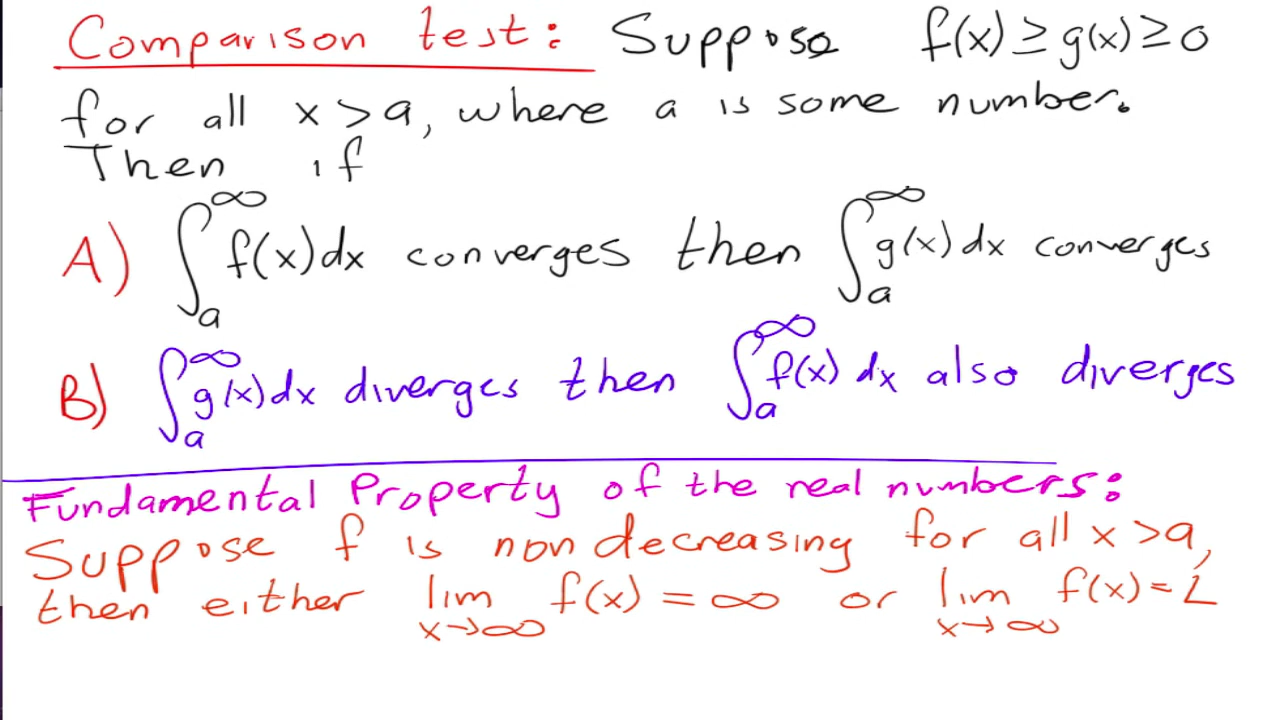 Comparison test: Suppose f(x) ≥ g(x) ≥ 0
for all x > a, where a is some number.
Then if
A) ∫_a^∞ f(x) dx converges then ∫_a^∞ g(x) dx converges
B) ∫_a^∞ g(x) dx diverges then ∫_a^∞ f(x) dx also diverges
Fundamental Property of the real numbers:
Suppose f is non decreasing for all x > a,
then either lim_{x→∞} f(x) = ∞ or lim_{x→∞} f(x) = L